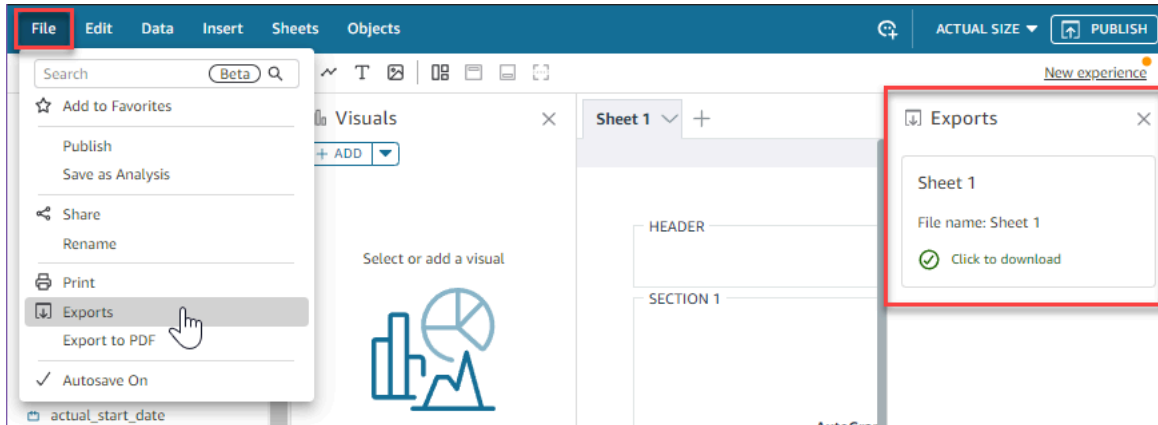 File Edit Data Insert Sheets Objects
ACTUAL SIZE
PUBLISH
Search
Beta
New experience
Add to Favorites
Publish
Save as Analysis
Share
Rename
Print
Exports
Export to PDF
Autosave On
actual_start_date
Visuals
+ ADD
Select or add a visual
Sheet 1
HEADER
SECTION 1
Exports
Sheet 1
File name: Sheet 1
Click to download